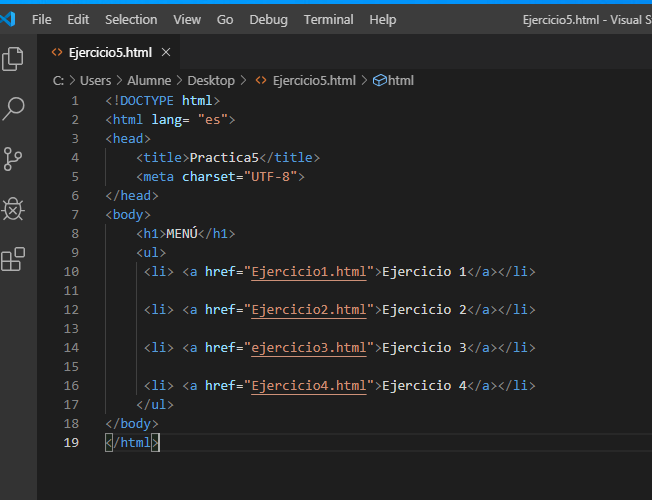 File Edit Selection View Go Debug Terminal Help Ejercicio5.html - Visual S
Ejercicio5.html
C: > Users > Alumne > Desktop > Ejercicio5.html > html
1 <!DOCTYPE html>
2 <html lang= "es">
3 <head>
4 <title>Practica5</title>
5 <meta charset="UTF-8">
6 </head>
7 <body>
8 <h1>MENÚ</h1>
9 <ul>
10 <li> <a href="Ejercicio1.html">Ejercicio 1</a></li>
11
12 <li> <a href="Ejercicio2.html">Ejercicio 2</a></li>
13
14 <li> <a href="ejercicio3.html">Ejercicio 3</a></li>
15
16 <li> <a href="Ejercicio4.html">Ejercicio 4</a></li>
17 </ul>
18 </body>
19 </html>